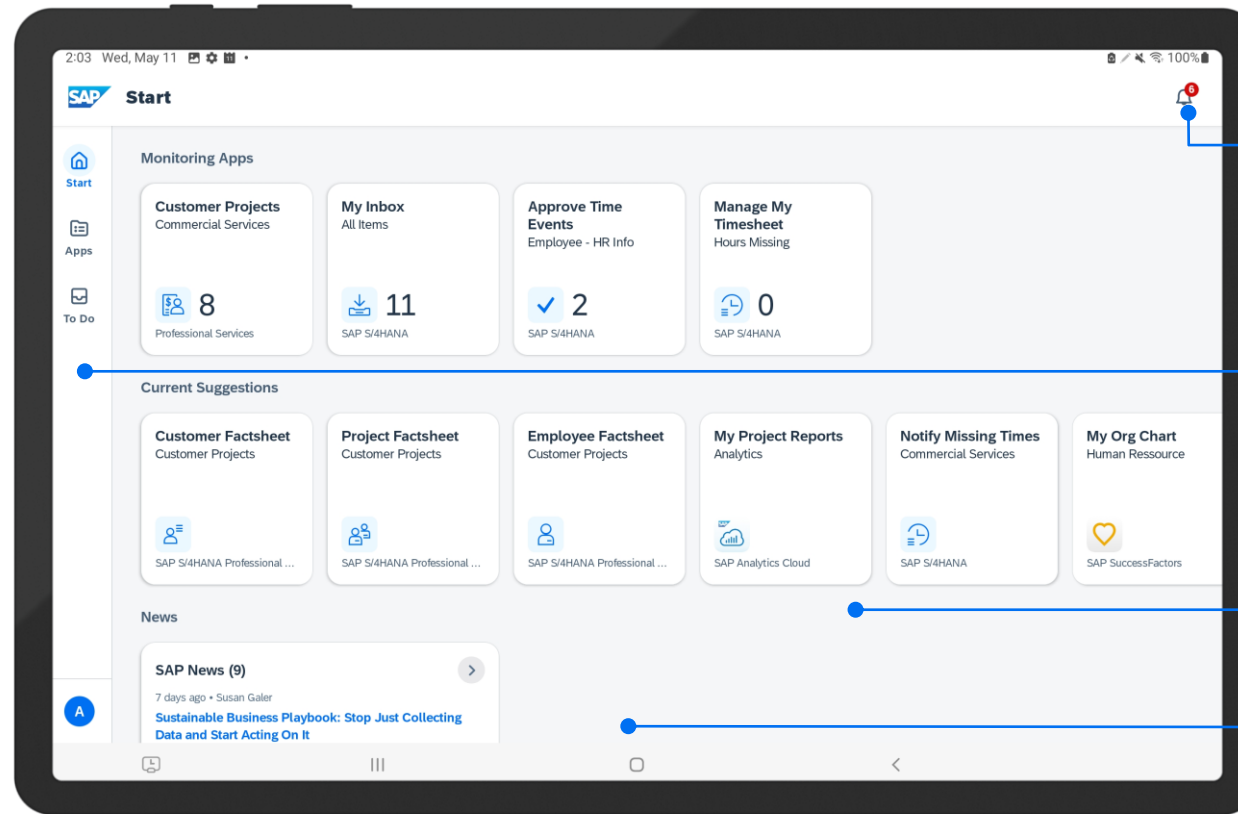 2:03 Wed, May 11
100%
SAP Start
6
Start
Apps
To Do
A
Monitoring Apps
Customer Projects
Commercial Services
8
Professional Services
My Inbox
All Items
11
SAP S/4HANA
Approve Time
Events
Employee - HR Info
2
SAP S/4HANA
Manage My
Timesheet
Hours Missing
0
SAP S/4HANA
Current Suggestions
Customer Factsheet
Customer Projects
SAP S/4HANA Professional ...
Project Factsheet
Customer Projects
SAP S/4HANA Professional ...
Employee Factsheet
Customer Projects
SAP S/4HANA Professional ...
My Project Reports
Analytics
SAP Analytics Cloud
Notify Missing Times
Commercial Services
SAP S/4HANA
My Org Chart
Human Ressource
SAP SuccessFactors
News
SAP News (9)
7 days ago • Susan Galer
Sustainable Business Playbook: Stop Just Collecting
Data and Start Acting On It